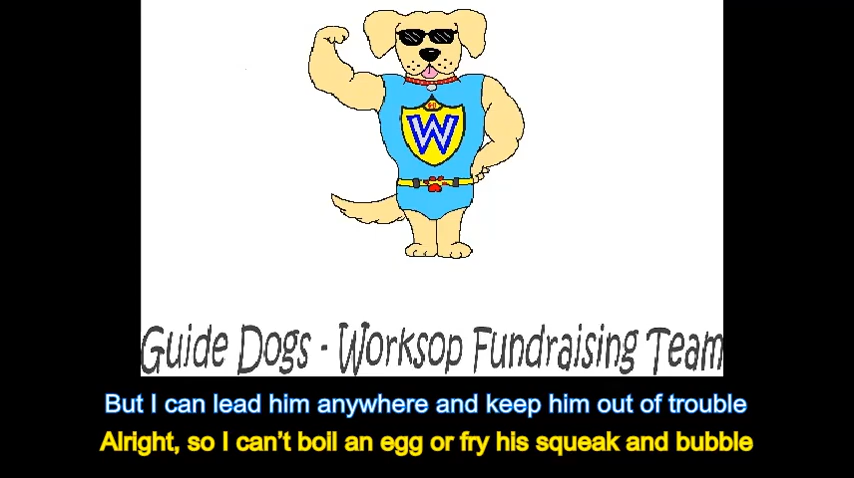 W
Guide Dogs - Worksop Fundraising Team
But I can lead him anywhere and keep him out of trouble
Alright, so I can't boil an egg or fry his squeak and bubble